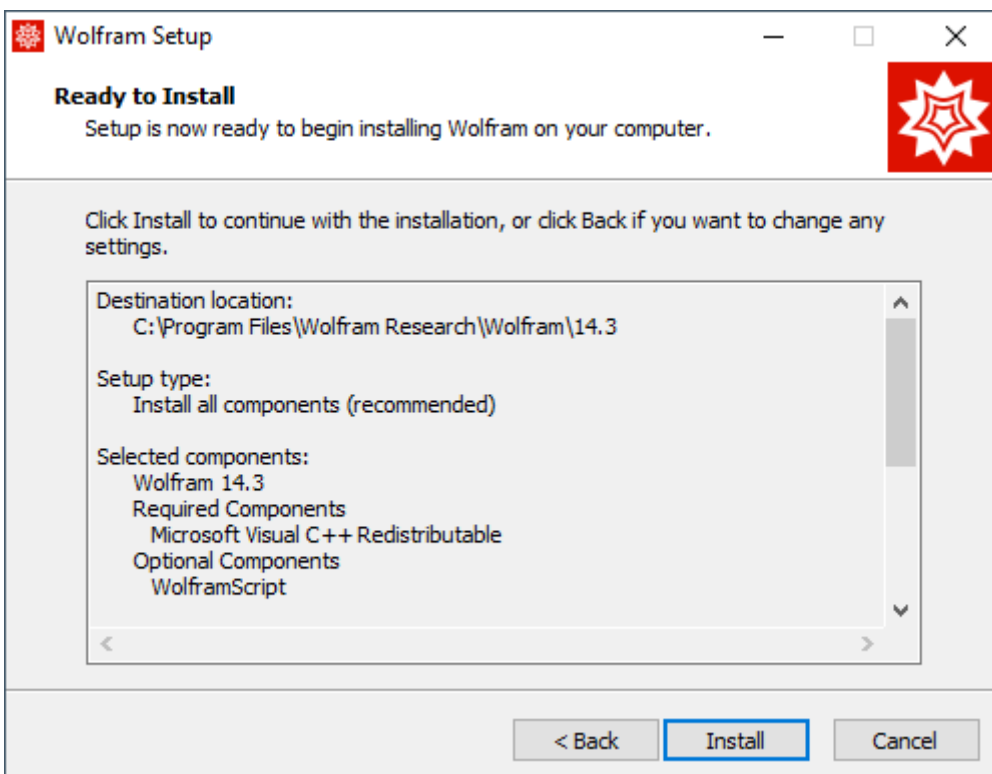 Wolfram Setup
Ready to Install
Setup is now ready to begin installing Wolfram on your computer.
Click Install to continue with the installation, or click Back if you want to change any
settings.
Destination location:
C:\Program Files\Wolfram Research\Wolfram\14.3
Setup type:
Install all components (recommended)
Selected components:
Wolfram 14.3
Required Components
Microsoft Visual C++ Redistributable
Optional Components
WolframScript
< Back
Install
Cancel